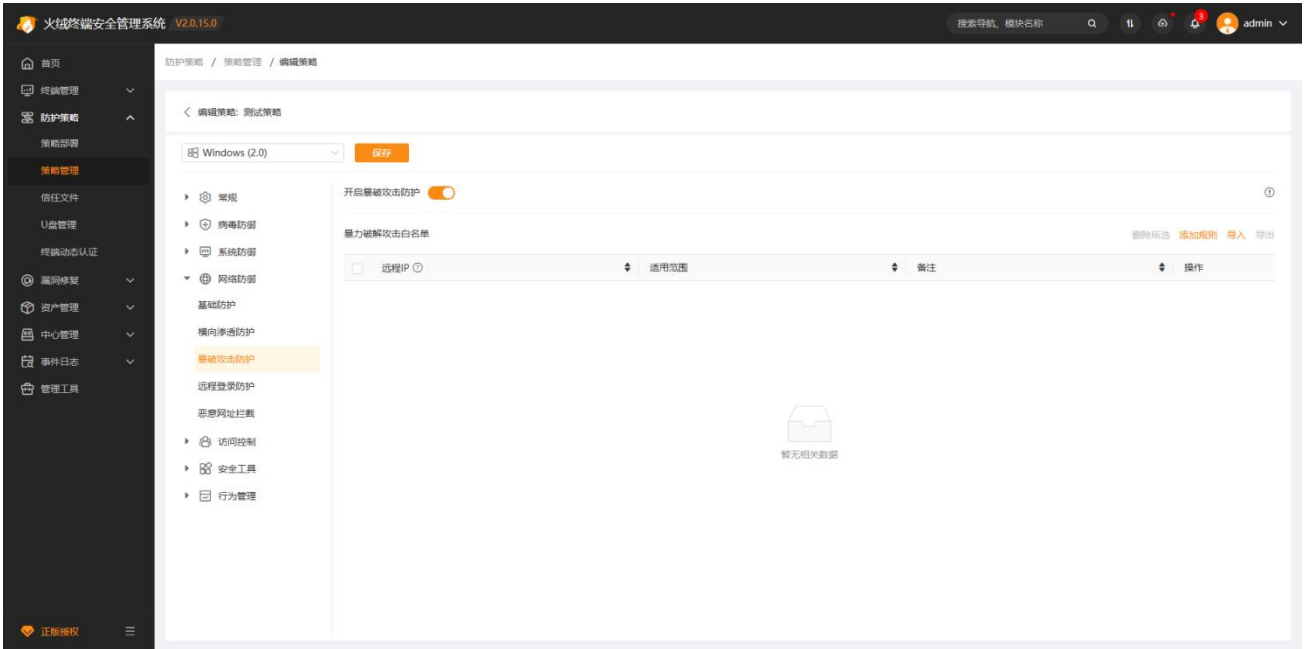 火绒终端安全管理系统 V2.0.15.0
搜索导航，模块名称
3
admin
首页
终端管理
防护策略
策略部署
策略管理
信任文件
U盘管理
终端动态认证
漏洞修复
资产管理
中心管理
事件日志
管理工具
正版授权
防护策略 / 策略管理 / 编辑策略
编辑策略: 测试策略
Windows (2.0)
保存
常规
病毒防御
系统防御
网络防御
基础防护
横向渗透防护
暴破攻击防护
远程登录防护
恶意网址拦截
访问控制
安全工具
行为管理
开启暴破攻击防护
暴力破解攻击白名单
删除所选 添加规则 导入 导出
远程IP 适用范围 备注 操作
暂无相关数据